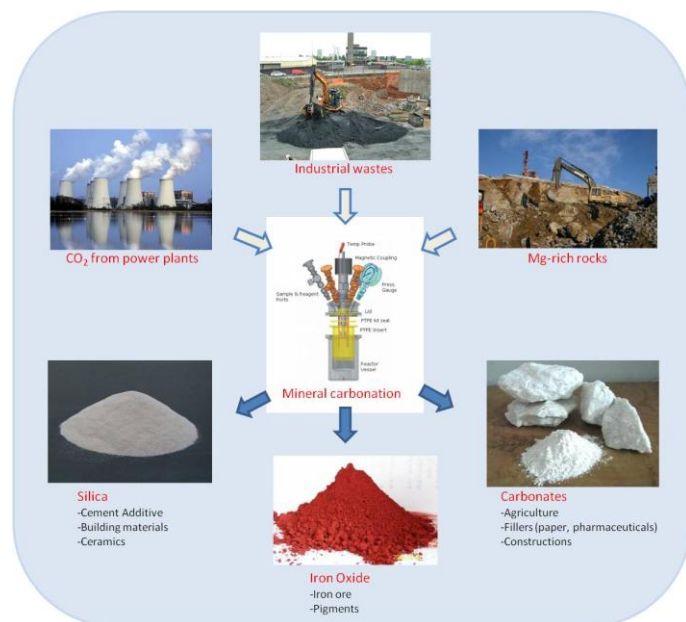 Industrial wastes
CO₂ from power plants
Mg-rich rocks
Temp Probe
Magnetic Coupling
Press
Gauge
Sample & Reagent
Ports
Lid
PTFE lid seal
PTFE Insert
Reactor
Vessel
Mineral carbonation
Silica
-Cement Additive
-Building materials
-Ceramics
Iron Oxide
-Iron ore
-Pigments
Carbonates
-Agriculture
-Fillers (paper, pharmaceuticals)
-Constructions